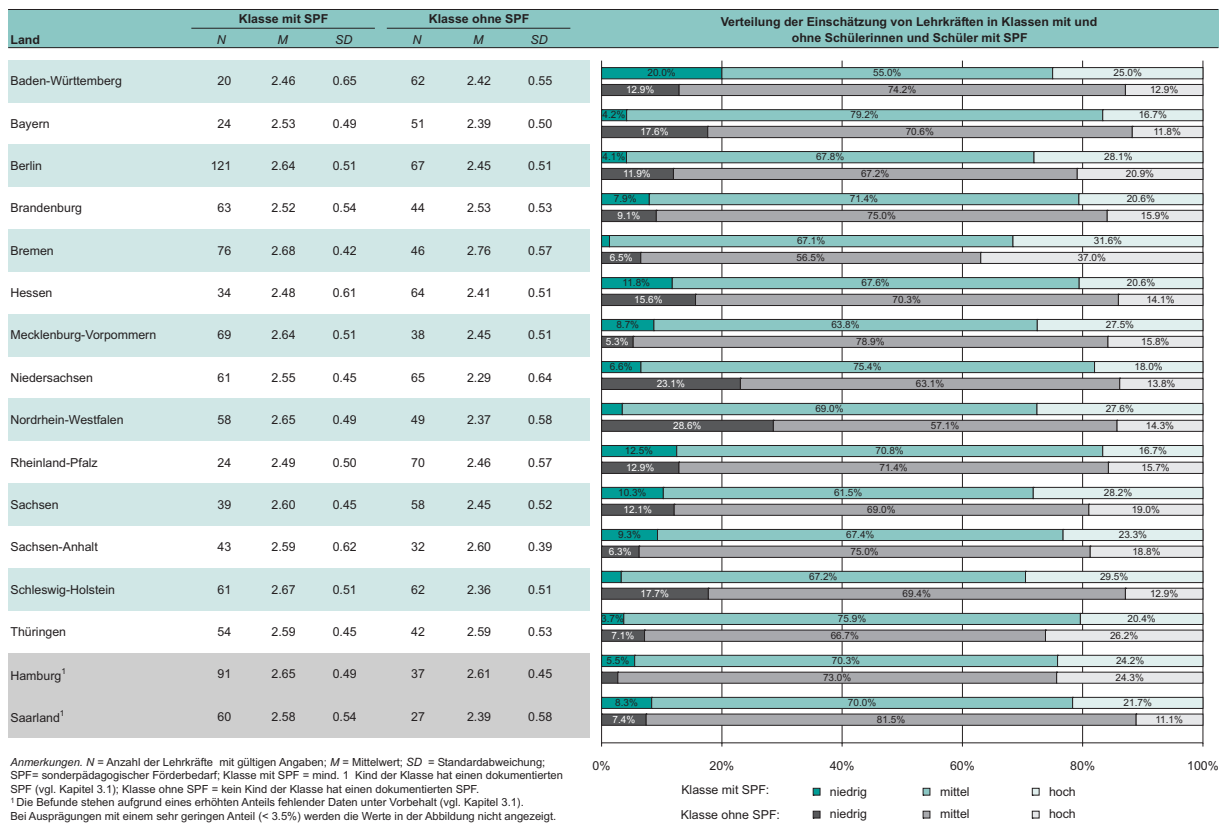 Klasse mit SPF Klasse ohne SPF Verteilung der Einschätzung von Lehrkräften in Klassen mit und
ohne Schülerinnen und Schüler mit SPF
Land N M SD N M SD
Baden-Württemberg 20 2.46 0.65 62 2.42 0.55
20.0% 55.0% 25.0%
12.9% 74.2% 12.9%
Bayern 24 2.53 0.49 51 2.39 0.50
4.2% 79.2% 16.7%
17.6% 70.6% 11.8%
Berlin 121 2.64 0.51 67 2.45 0.51
4.1% 67.8% 28.1%
11.9% 67.2% 20.9%
Brandenburg 63 2.52 0.54 44 2.53 0.53
7.9% 71.4% 20.6%
9.1% 75.0% 15.9%
Bremen 76 2.68 0.42 46 2.76 0.57
67.1% 31.6%
6.5% 56.5% 37.0%
Hessen 34 2.48 0.61 64 2.41 0.51
11.8% 67.6% 20.6%
15.6% 70.3% 14.1%
Mecklenburg-Vorpommern 69 2.64 0.51 38 2.45 0.51
8.7% 63.8% 27.5%
5.3% 78.9% 15.8%
Niedersachsen 61 2.55 0.45 65 2.29 0.64
6.6% 75.4% 18.0%
23.1% 63.1% 13.8%
Nordrhein-Westfalen 58 2.65 0.49 49 2.37 0.58
69.0% 27.6%
28.6% 57.1% 14.3%
Rheinland-Pfalz 24 2.49 0.50 70 2.46 0.57
12.5% 70.8% 16.7%
12.9% 71.4% 15.7%
Sachsen 39 2.60 0.45 58 2.45 0.52
10.3% 61.5% 28.2%
12.1% 69.0% 19.0%
Sachsen-Anhalt 43 2.59 0.62 32 2.60 0.39
9.3% 67.4% 23.3%
6.3% 75.0% 18.8%
Schleswig-Holstein 61 2.67 0.51 62 2.36 0.51
67.2% 29.5%
17.7% 69.4% 12.9%
Thüringen 54 2.59 0.45 42 2.59 0.53
3.7% 75.9% 20.4%
7.1% 66.7% 26.2%
Hamburg¹ 91 2.65 0.49 37 2.61 0.45
5.5% 70.3% 24.2%
73.0% 24.3%
Saarland¹ 60 2.58 0.54 27 2.39 0.58
8.3% 70.0% 21.7%
7.4% 81.5% 11.1%
0% 20% 40% 60% 80% 100%
Klasse mit SPF: niedrig mittel hoch
Klasse ohne SPF: niedrig mittel hoch
Anmerkungen. N = Anzahl der Lehrkräfte mit gültigen Angaben; M = Mittelwert; SD = Standardabweichung;
SPF= sonderpädagogischer Förderbedarf; Klasse mit SPF = mind. 1 Kind der Klasse hat einen dokumentierten
SPF (vgl. Kapitel 3.1); Klasse ohne SPF = kein Kind der Klasse hat einen dokumentierten SPF.
¹ Die Befunde stehen aufgrund eines erhöhten Anteils fehlender Daten unter Vorbehalt (vgl. Kapitel 3.1).
Bei Ausprägungen mit einem sehr geringen Anteil (< 3.5%) werden die Werte in der Abbildung nicht angezeigt.